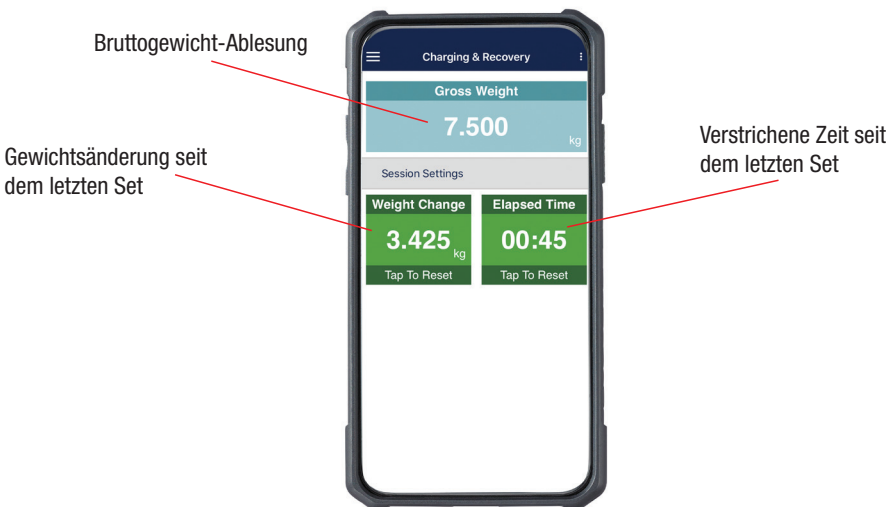 Bruttogewicht-Ablesung
Charging & Recovery
Gross Weight
7.500
kg
Gewichtsänderung seit
dem letzten Set
Verstrichene Zeit seit
dem letzten Set
Session Settings
Weight Change
3.425
kg
Tap To Reset
Elapsed Time
00:45
Tap To Reset